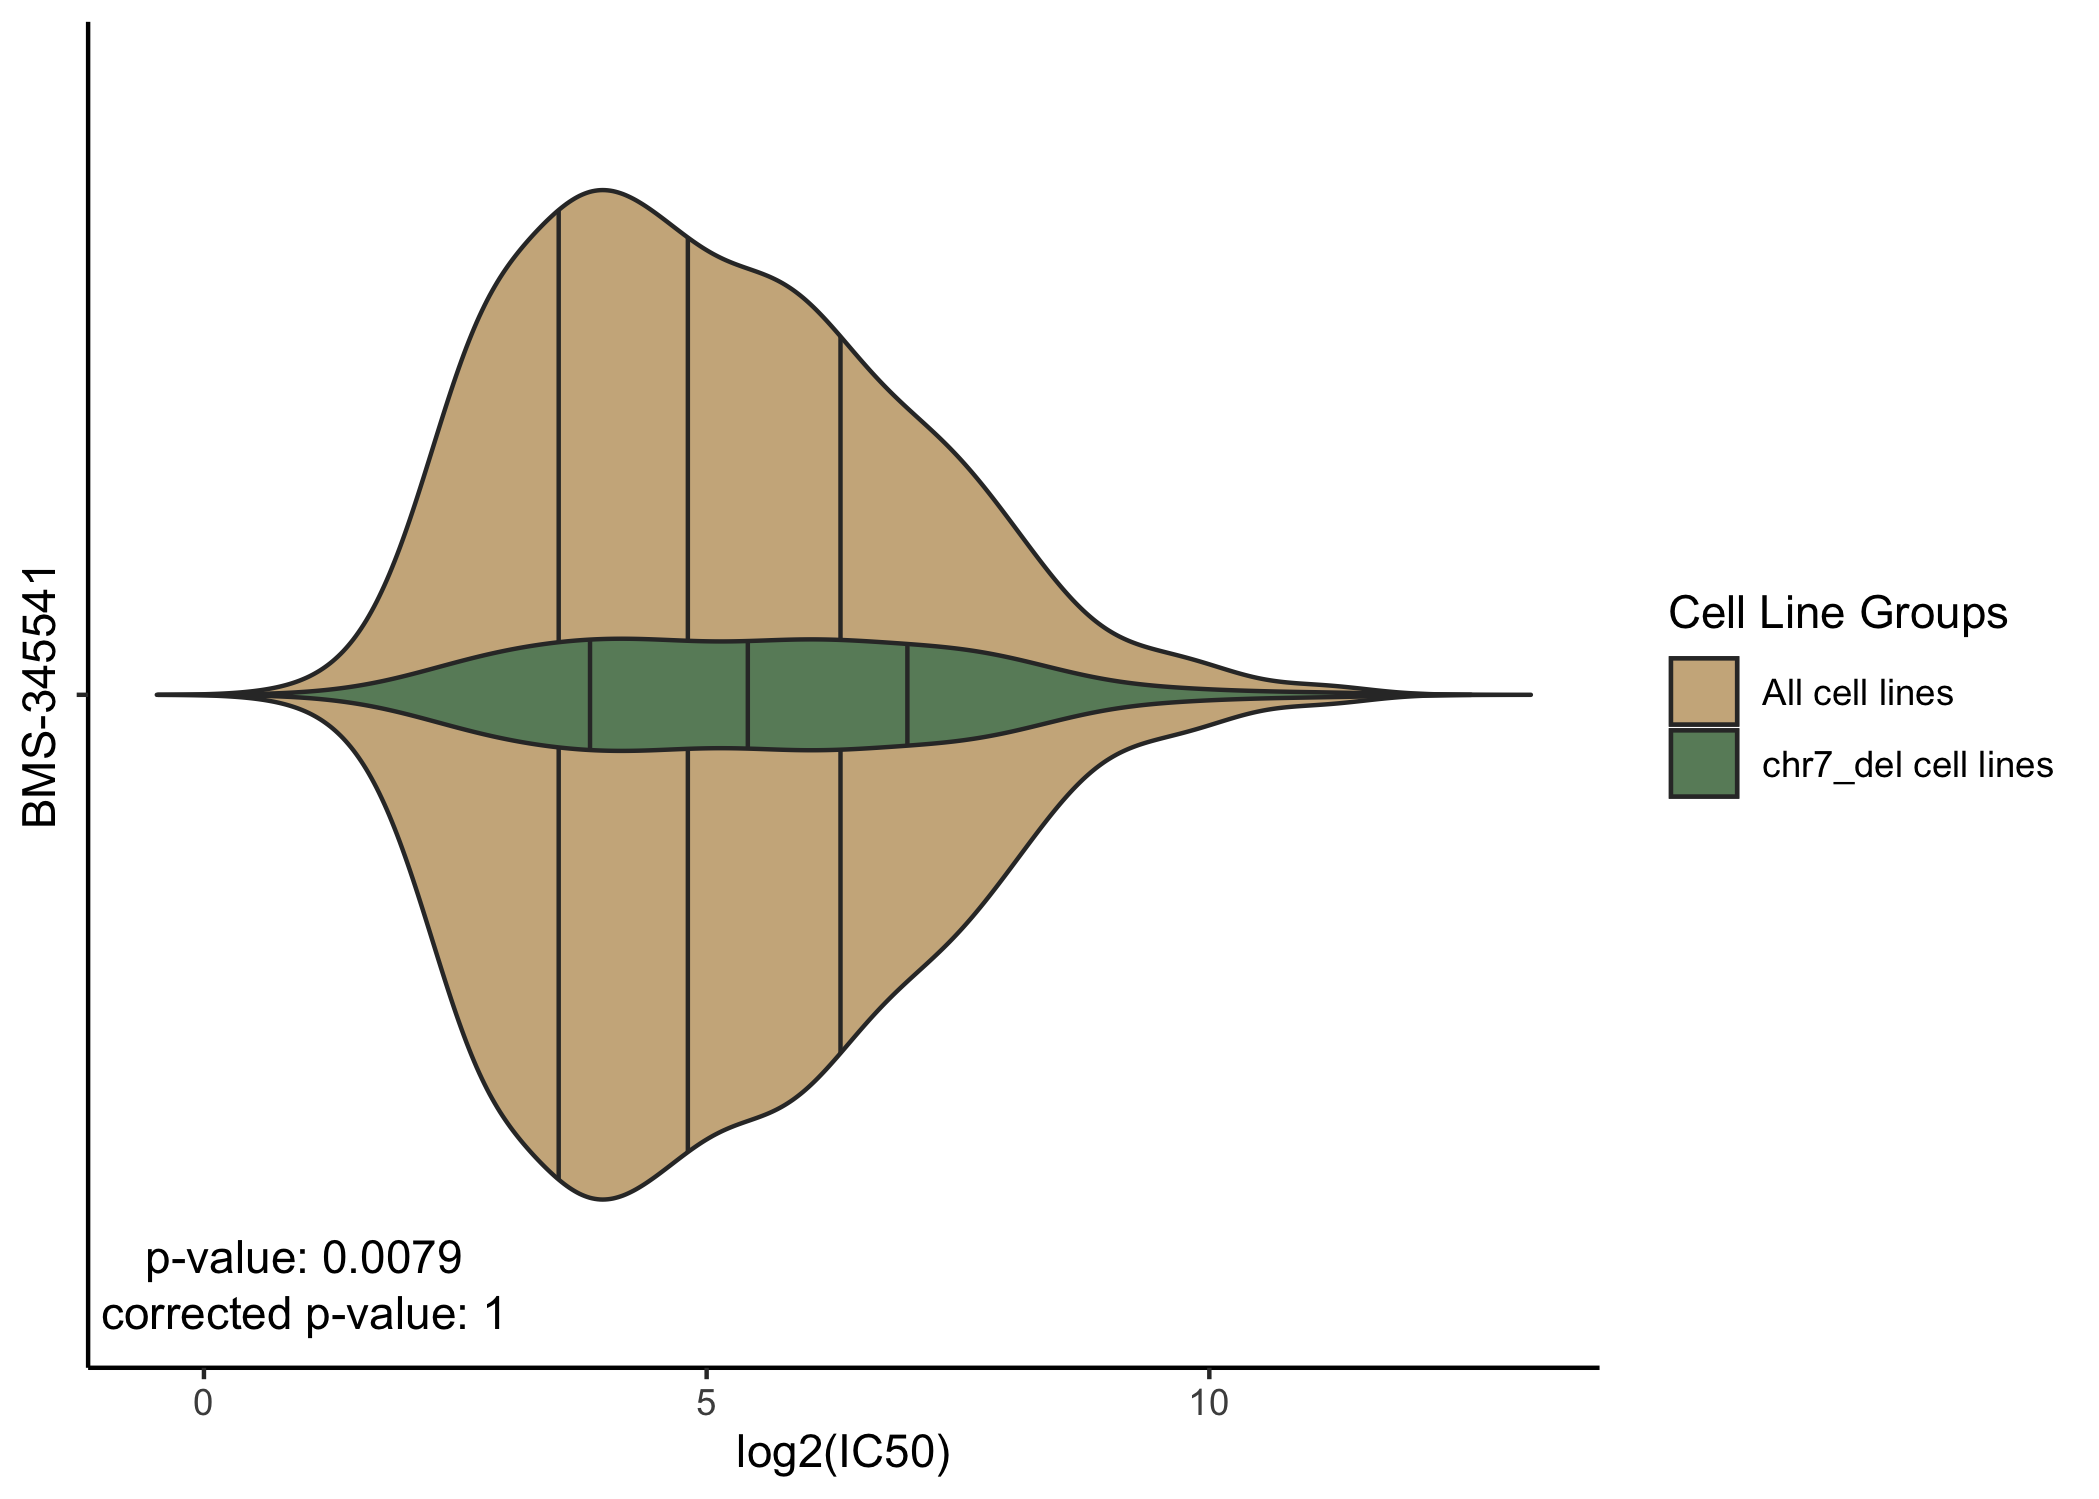 BMS-345541
p-value: 0.0079
corrected p-value: 1
0
5
10
log2(IC50)
Cell Line Groups
All cell lines
chr7_del cell lines